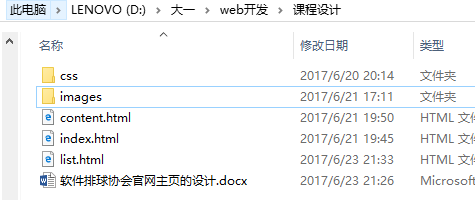 此电脑 > LENOVO (D:) > 大一 > web开发 > 课程设计
名称 修改日期 类型
css 2017/6/20 20:14 文件夹
images 2017/6/21 17:11 文件夹
content.html 2017/6/21 19:50 HTML 文
index.html 2017/6/21 19:45 HTML 文
list.html 2017/6/23 21:33 HTML 文
软件排球协会官网主页的设计.docx 2017/6/23 21:26 Microsof